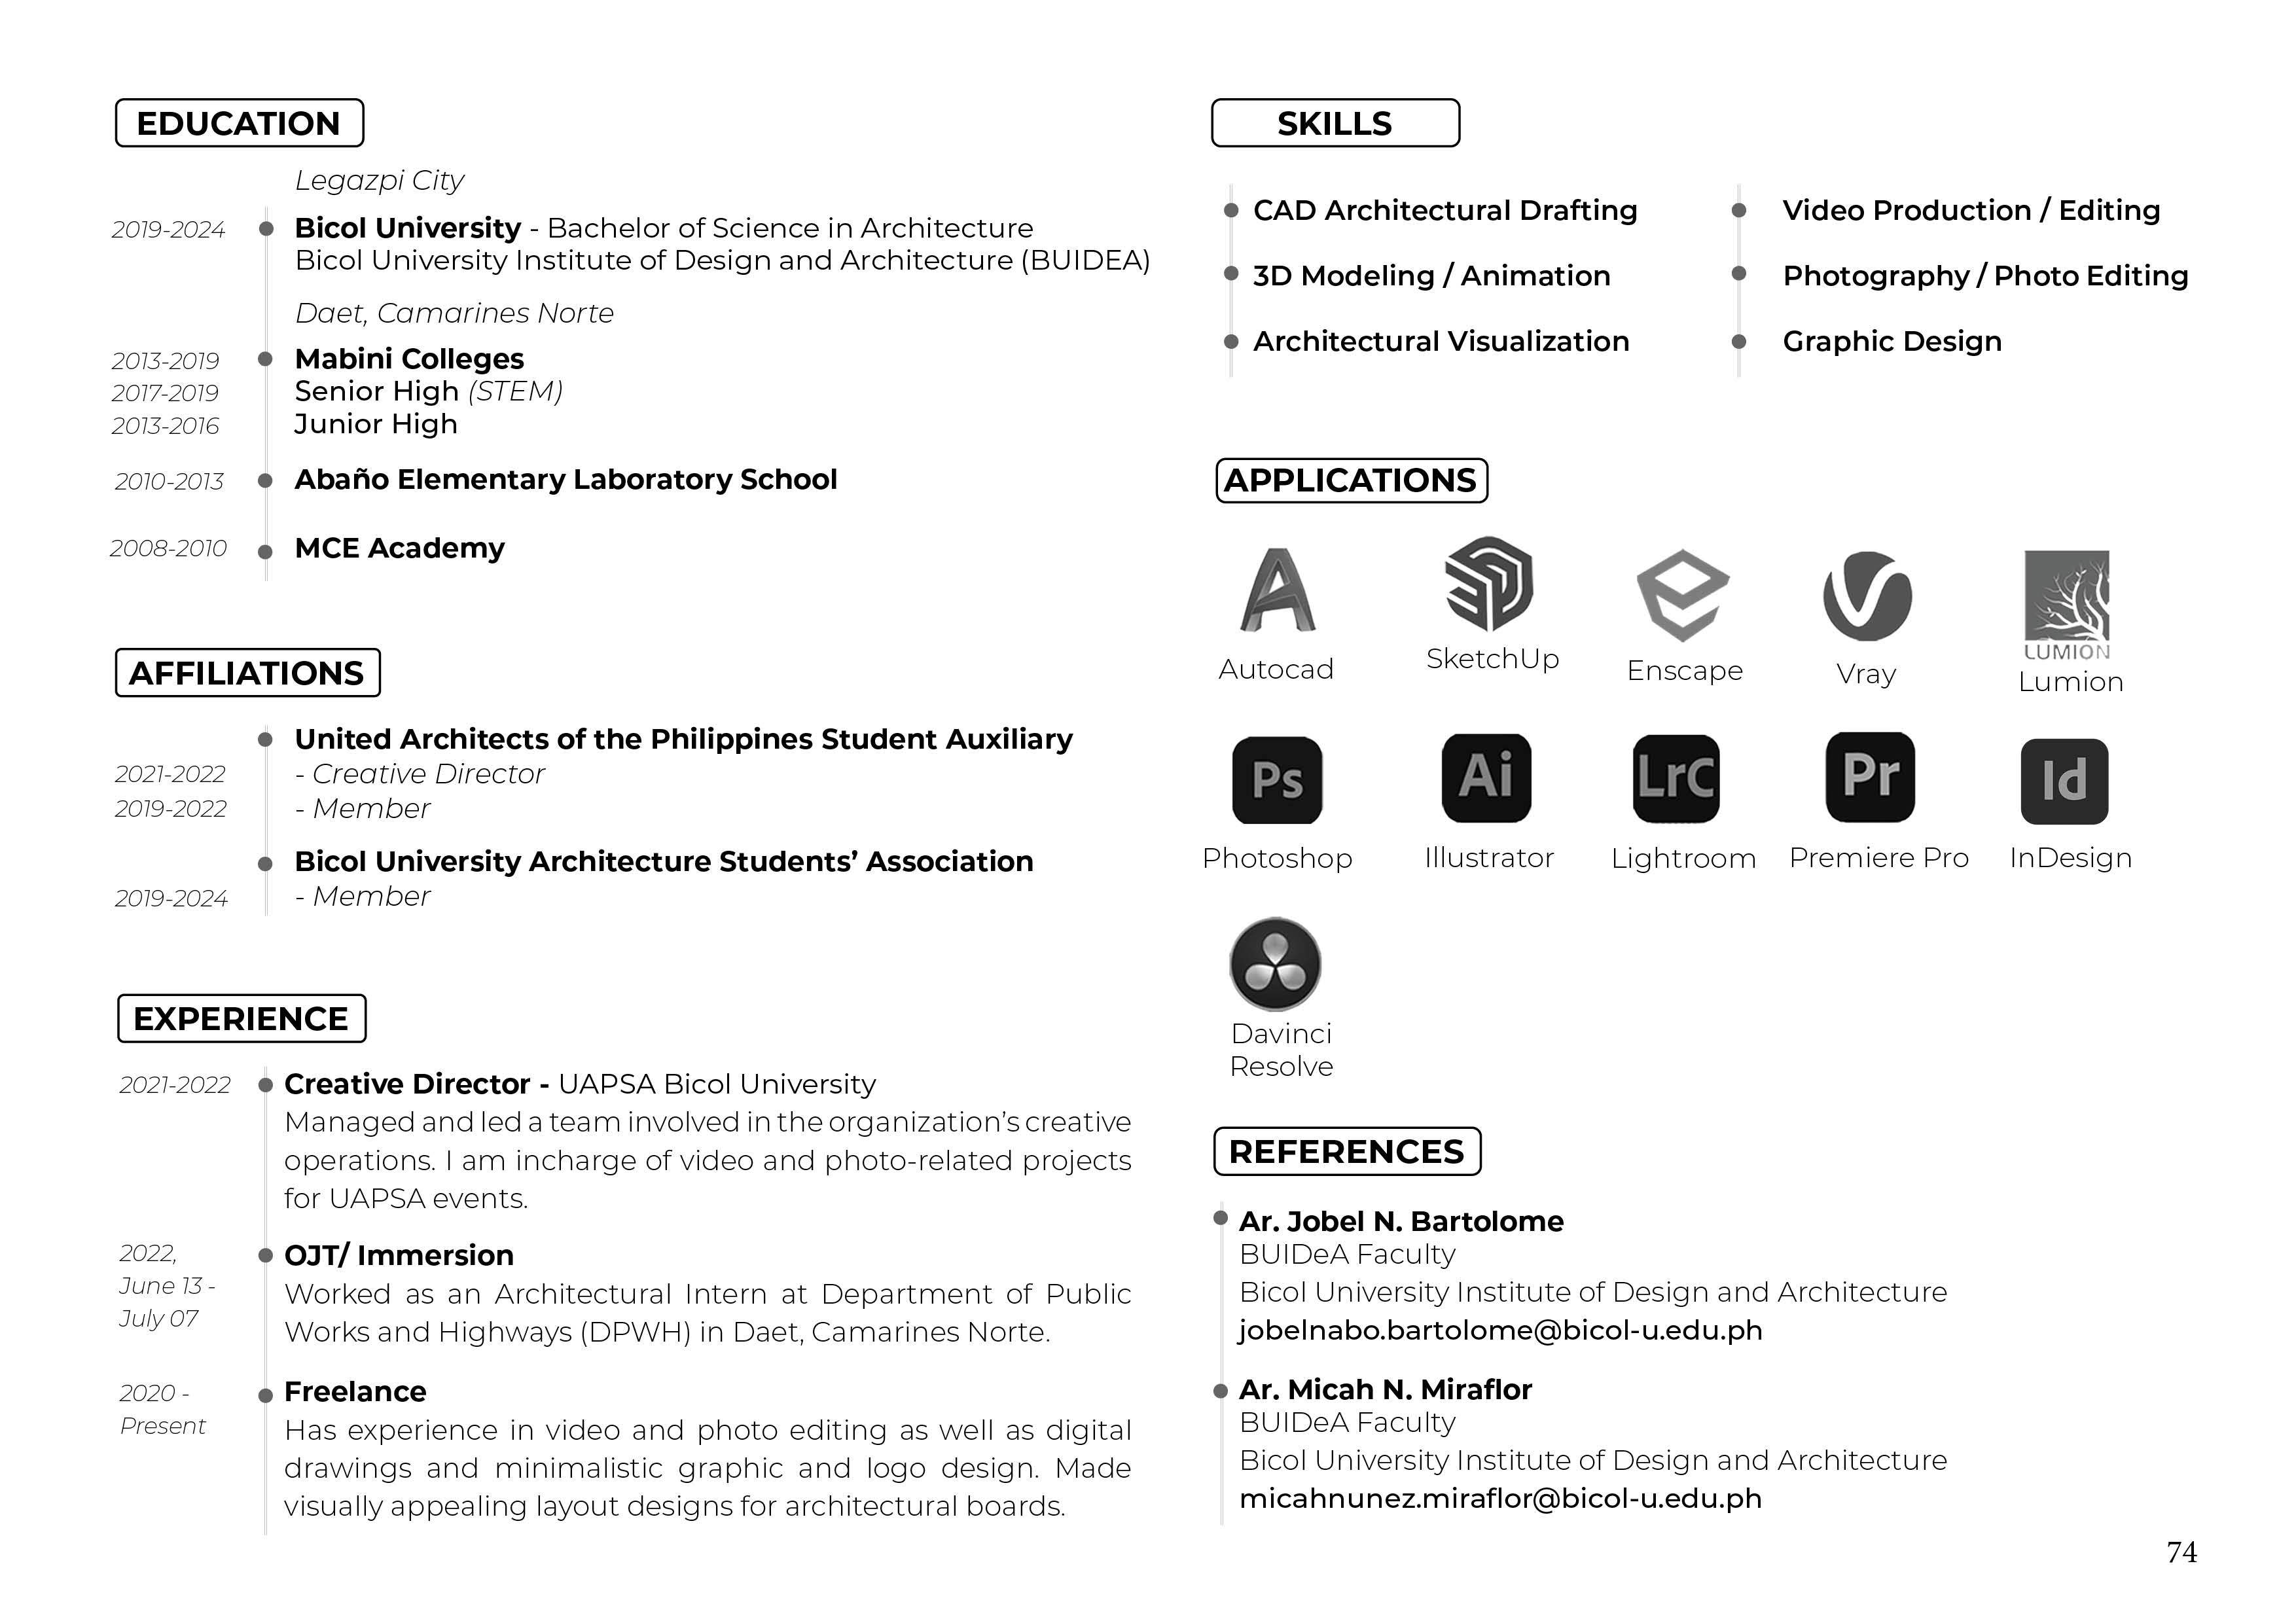 EDUCATION
Legazpi City
2019-2024 Bicol University - Bachelor of Science in Architecture
Bicol University Institute of Design and Architecture (BUIDEA)
Daet, Camarines Norte
2013-2019 Mabini Colleges
2017-2019 Senior High (STEM)
2013-2016 Junior High
2010-2013 Abaño Elementary Laboratory School
2008-2010 MCE Academy
AFFILIATIONS
United Architects of the Philippines Student Auxiliary
2021-2022 - Creative Director
2019-2022 - Member
Bicol University Architecture Students’ Association
2019-2024 - Member
EXPERIENCE
2021-2022 Creative Director - UAPSA Bicol University
Managed and led a team involved in the organization’s creative
operations. I am incharge of video and photo-related projects
for UAPSA events.
2022, OJT/ Immersion
June 13 - Worked as an Architectural Intern at Department of Public
July 07 Works and Highways (DPWH) in Daet, Camarines Norte.
2020 - Freelance
Present Has experience in video and photo editing as well as digital
drawings and minimalistic graphic and logo design. Made
visually appealing layout designs for architectural boards.
SKILLS
CAD Architectural Drafting
3D Modeling / Animation
Architectural Visualization
Video Production / Editing
Photography / Photo Editing
Graphic Design
APPLICATIONS
LUMION
Autocad SketchUp Enscape Vray Lumion
Ps Ai LrC Pr Id
Photoshop Illustrator Lightroom Premiere Pro InDesign
Davinci
Resolve
REFERENCES
Ar. Jobel N. Bartolome
BUIDeA Faculty
Bicol University Institute of Design and Architecture
jobelnabo.bartolome@bicol-u.edu.ph
Ar. Micah N. Miraflor
BUIDeA Faculty
Bicol University Institute of Design and Architecture
micahnunez.miraflor@bicol-u.edu.ph
74